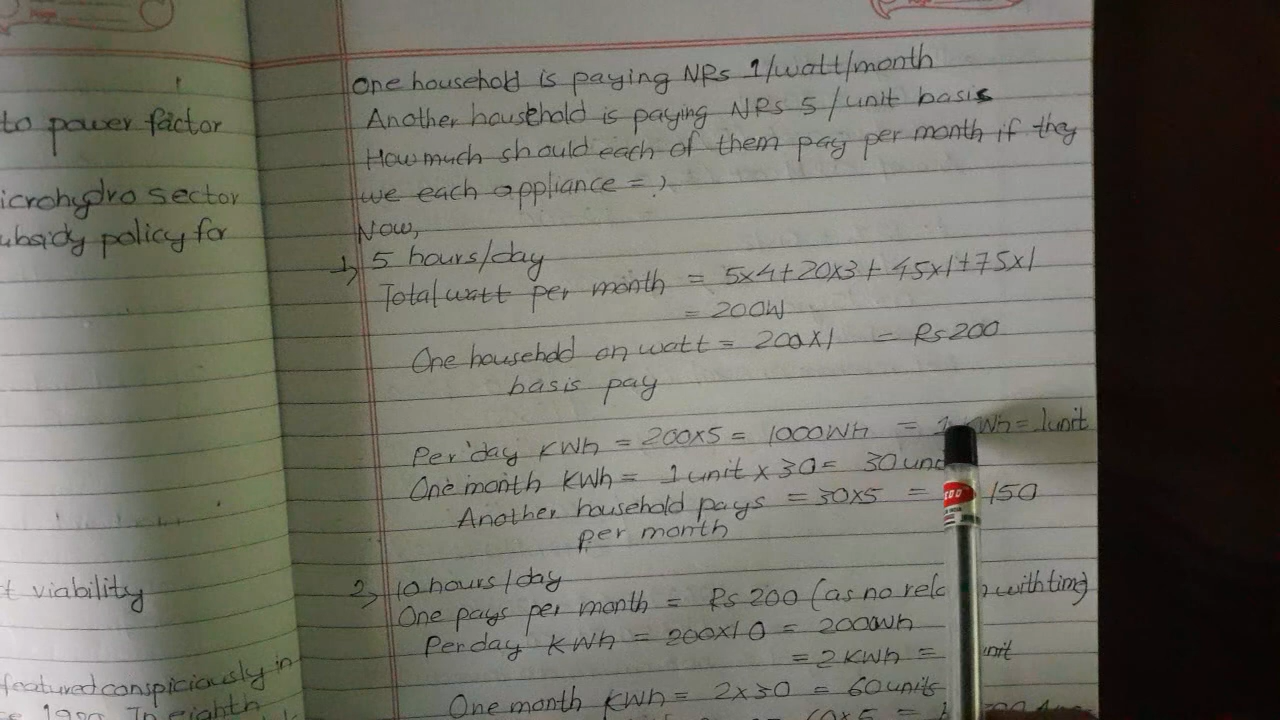 to power factor
icrohydro sector
ubsidy policy for
t viability
featured conspiciously in
One household is paying NRs 1/watt/month
Another household is paying NRs 5/unit basis
How much should each of them pay per month if they
we each appliance = ?
Now,
1> 5 hours/day
Total watt per month = 5x4+20x3+45x1+75x1
= 200W
One household on watt = 200x1 = Rs 200
basis pay
Per day KWh = 200x5 = 1000Wh = 1 KWh = 1unit
One month KWh = 1 unit x 30 = 30 un
Another household pays = 30x5 = 150
per month
2> 10 hours/day
One pays per month = Rs 200 (as no rela with time)
Per day KWh = 200x10 = 2000Wh
= 2 KWh = unit
One month KWh = 2x30 = 60 units